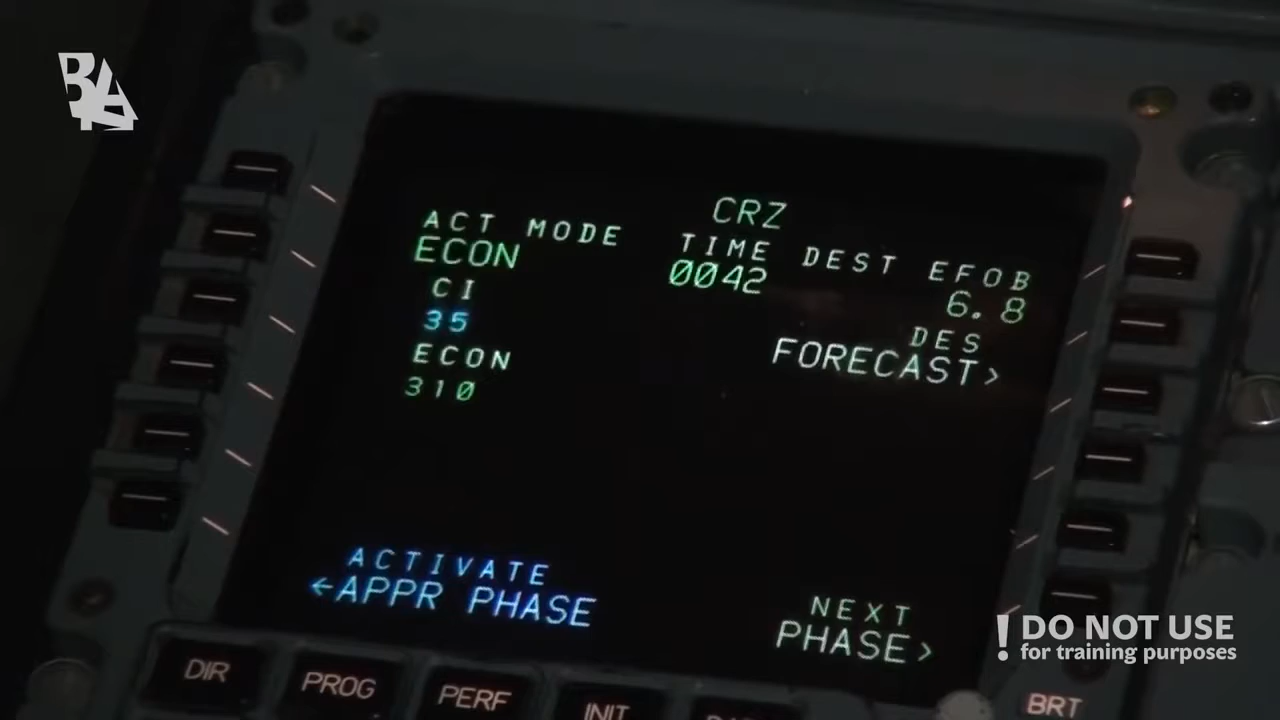 BAA
CRZ
ACT MODE TIME DEST EFOB
ECON 0042 6.8
CI DES
35 FORECAST>
ECON
310
ACTIVATE
←APPR PHASE
NEXT
PHASE>
! DO NOT USE
for training purposes
DIR PROG PERF INIT
BRT